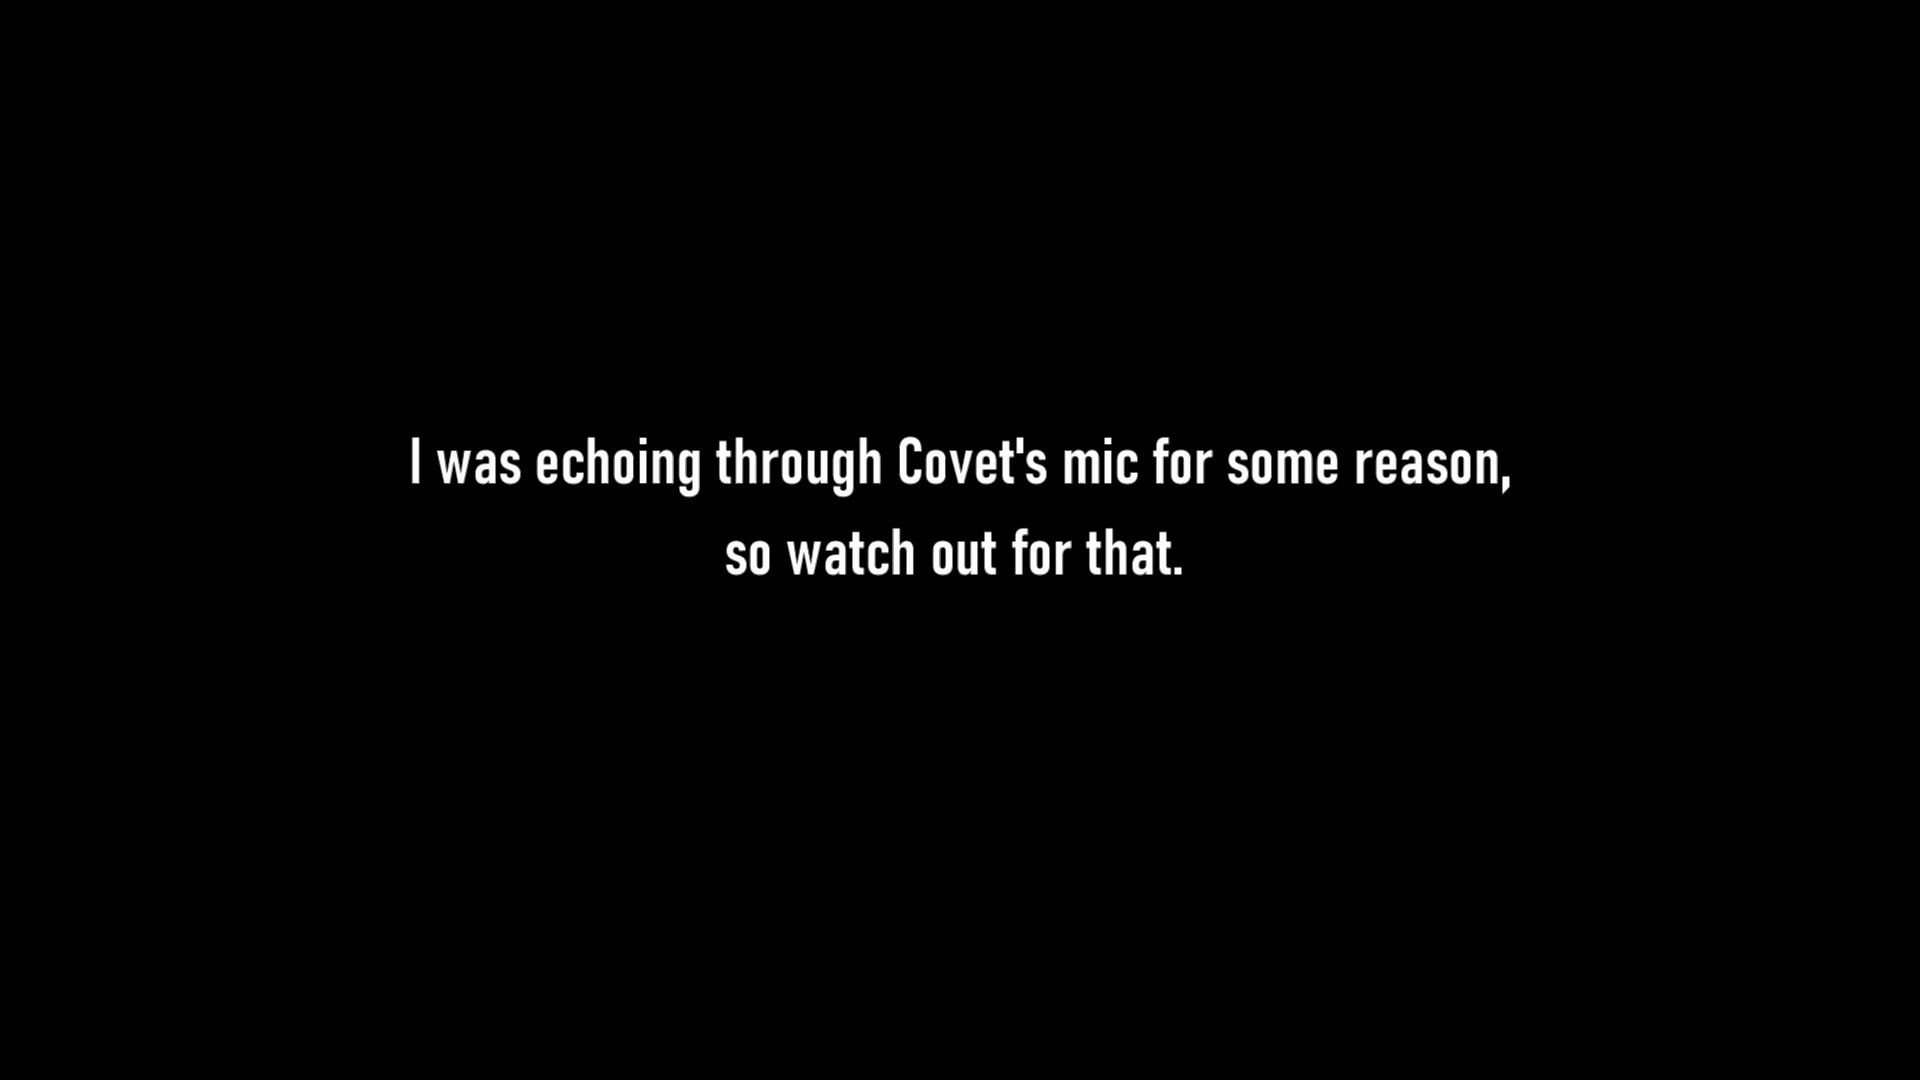 I was echoing through Covet's mic for some reason,
so watch out for that.